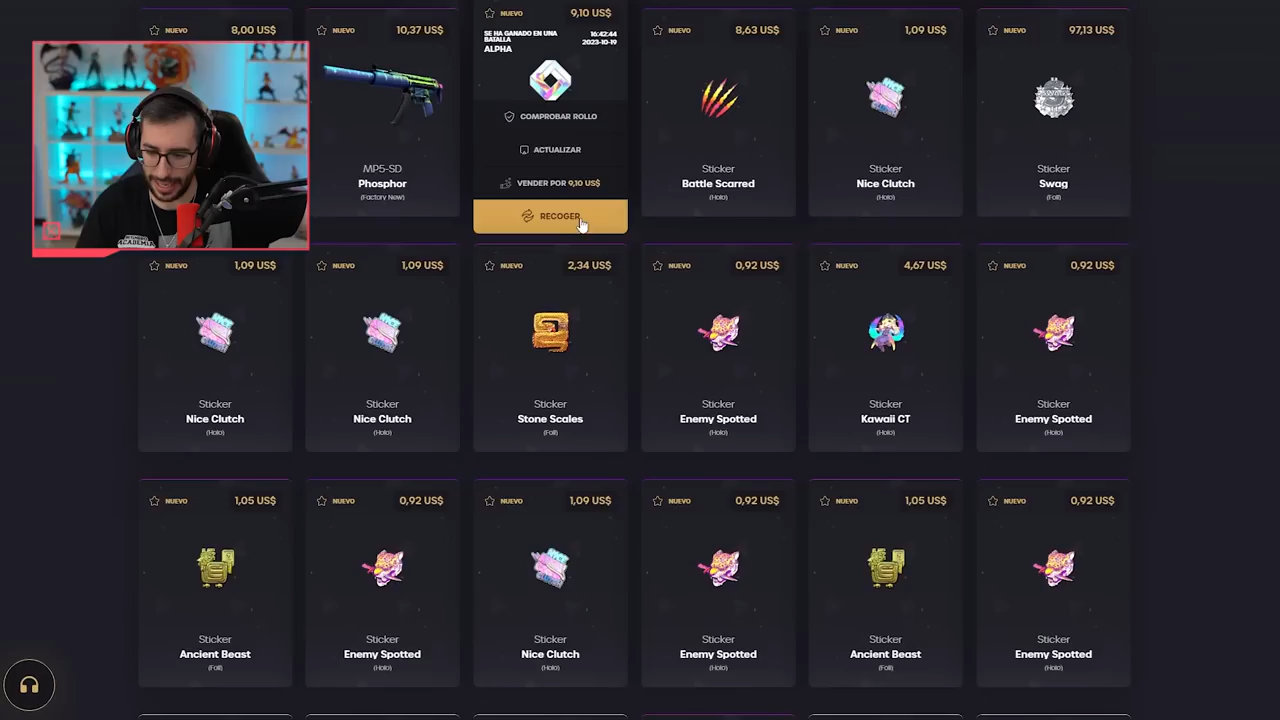 NUEVO 8,00 US$
NUEVO 10,37 US$
MP5-SD
Phosphor
(Factory New)
NUEVO 9,10 US$
SE HA GANADO EN UNA
BATALLA
ALPHA
16:42:44
2023-10-19
COMPROBAR ROLLO
ACTUALIZAR
VENDER POR 9,10 US$
RECOGER
NUEVO 8,63 US$
Sticker
Battle Scarred
(Holo)
NUEVO 1,09 US$
Sticker
Nice Clutch
(Holo)
NUEVO 97,13 US$
Sticker
Swag
(Foil)
ACADEMIA
NUEVO 1,09 US$
Sticker
Nice Clutch
(Holo)
NUEVO 1,09 US$
Sticker
Nice Clutch
(Holo)
NUEVO 2,34 US$
Sticker
Stone Scales
(Foil)
NUEVO 0,92 US$
Sticker
Enemy Spotted
(Holo)
NUEVO 4,67 US$
Sticker
Kawaii CT
(Holo)
NUEVO 0,92 US$
Sticker
Enemy Spotted
(Holo)
NUEVO 1,05 US$
Sticker
Ancient Beast
(Foil)
NUEVO 0,92 US$
Sticker
Enemy Spotted
(Holo)
NUEVO 1,09 US$
Sticker
Nice Clutch
(Holo)
NUEVO 0,92 US$
Sticker
Enemy Spotted
(Holo)
NUEVO 1,05 US$
Sticker
Ancient Beast
(Foil)
NUEVO 0,92 US$
Sticker
Enemy Spotted
(Holo)